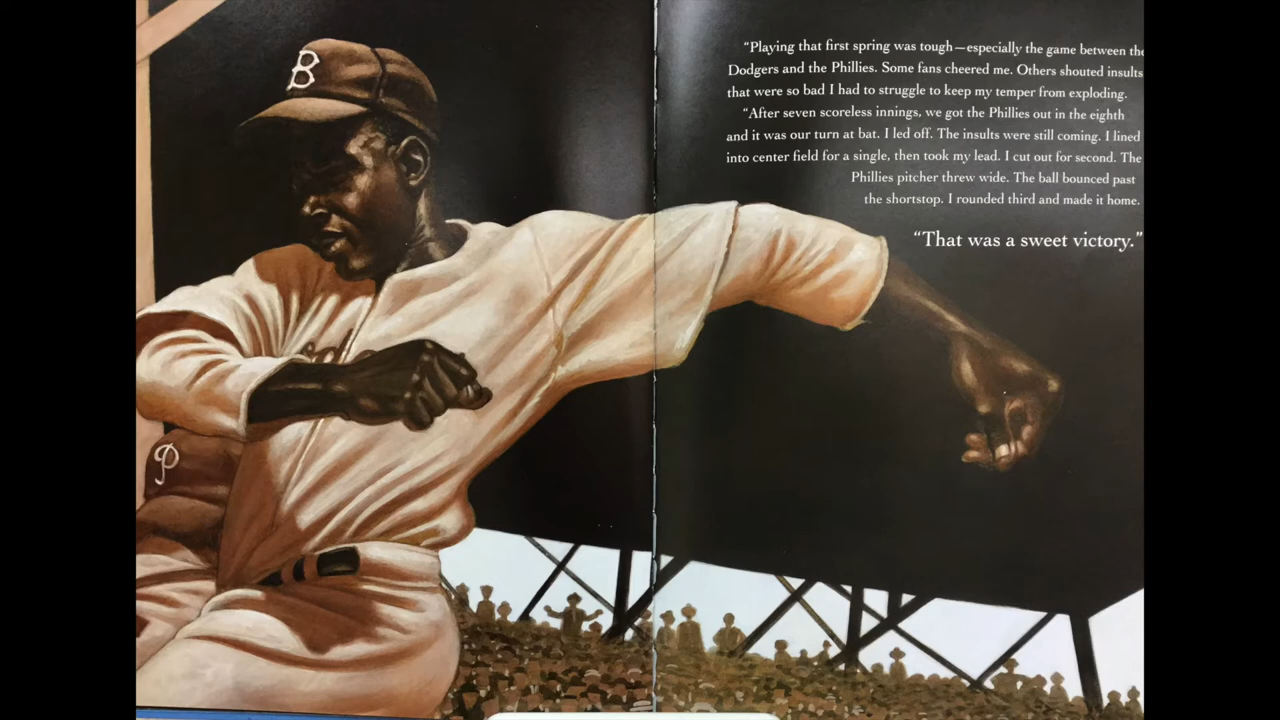 B
“Playing that first spring was tough—especially the game between the
Dodgers and the Phillies. Some fans cheered me. Others shouted insults
that were so bad I had to struggle to keep my temper from exploding.
“After seven scoreless innings, we got the Phillies out in the eighth
and it was our turn at bat. I led off. The insults were still coming. I lined
into center field for a single, then took my lead. I cut out for second. The
Phillies pitcher threw wide. The ball bounced past
the shortstop. I rounded third and made it home.
“That was a sweet victory.”
P